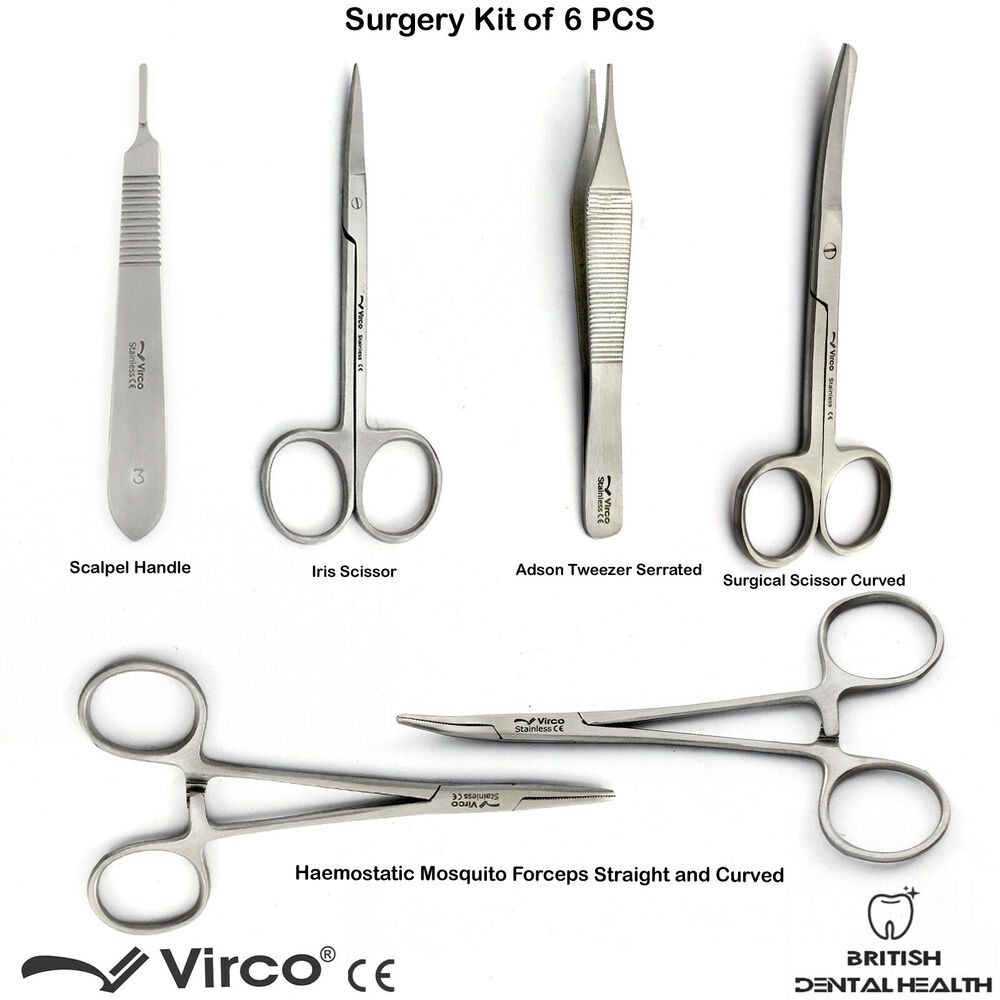 Surgery Kit of 6 PCS
Virco
Stainless CE
3
Virco Stainless CE
Virco
Stainless CE
Virco Stainless CE
Scalpel Handle
Iris Scissor
Adson Tweezer Serrated
Surgical Scissor Curved
Virco
Stainless CE
Virco
Stainless CE
Haemostatic Mosquito Forceps Straight and Curved
Virco® CE
BRITISH
DENTAL HEALTH